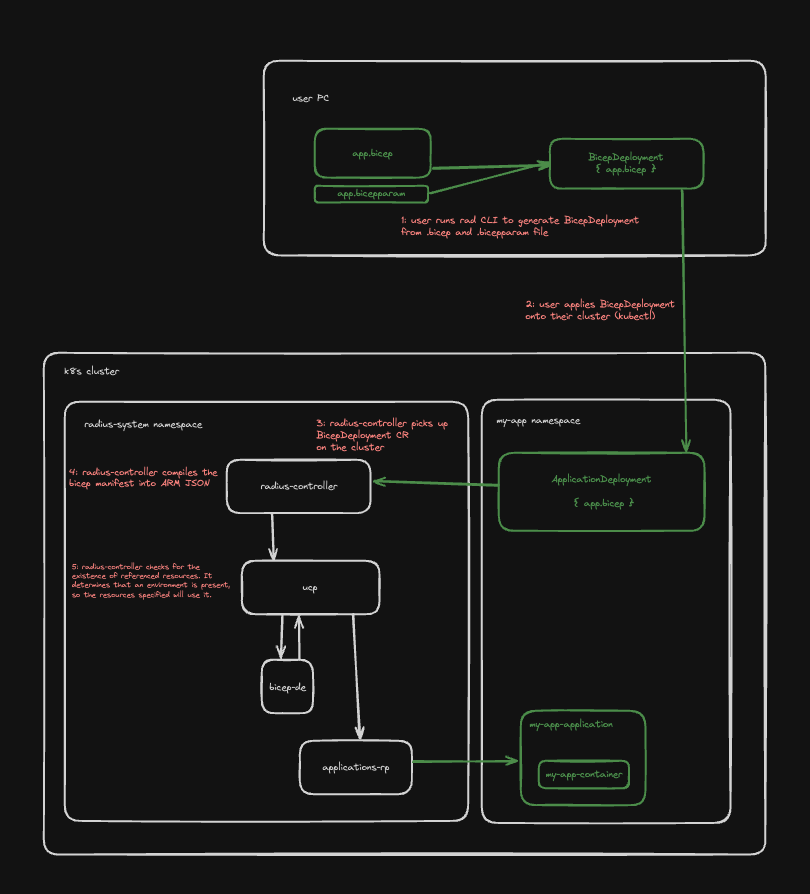 user PC
app.bicep
app.bicepparam
BicepDeployment
{ app.bicep }
1: user runs rad CLI to generate BicepDeployment
from .bicep and .bicepparam file
2: user applies BicepDeployment
onto their cluster (kubectl)
k8s cluster
radius-system namespace
3: radius-controller picks up
BicepDeployment CR
on the cluster
4: radius-controller compiles the
bicep manifest into ARM JSON
radius-controller
5: radius-controller checks for the
existence of referenced resources. It
determines that an environment is present,
so the resources specified will use it.
ucp
bicep-de
applications-rp
my-app namespace
ApplicationDeployment
{ app.bicep }
my-app-application
my-app-container